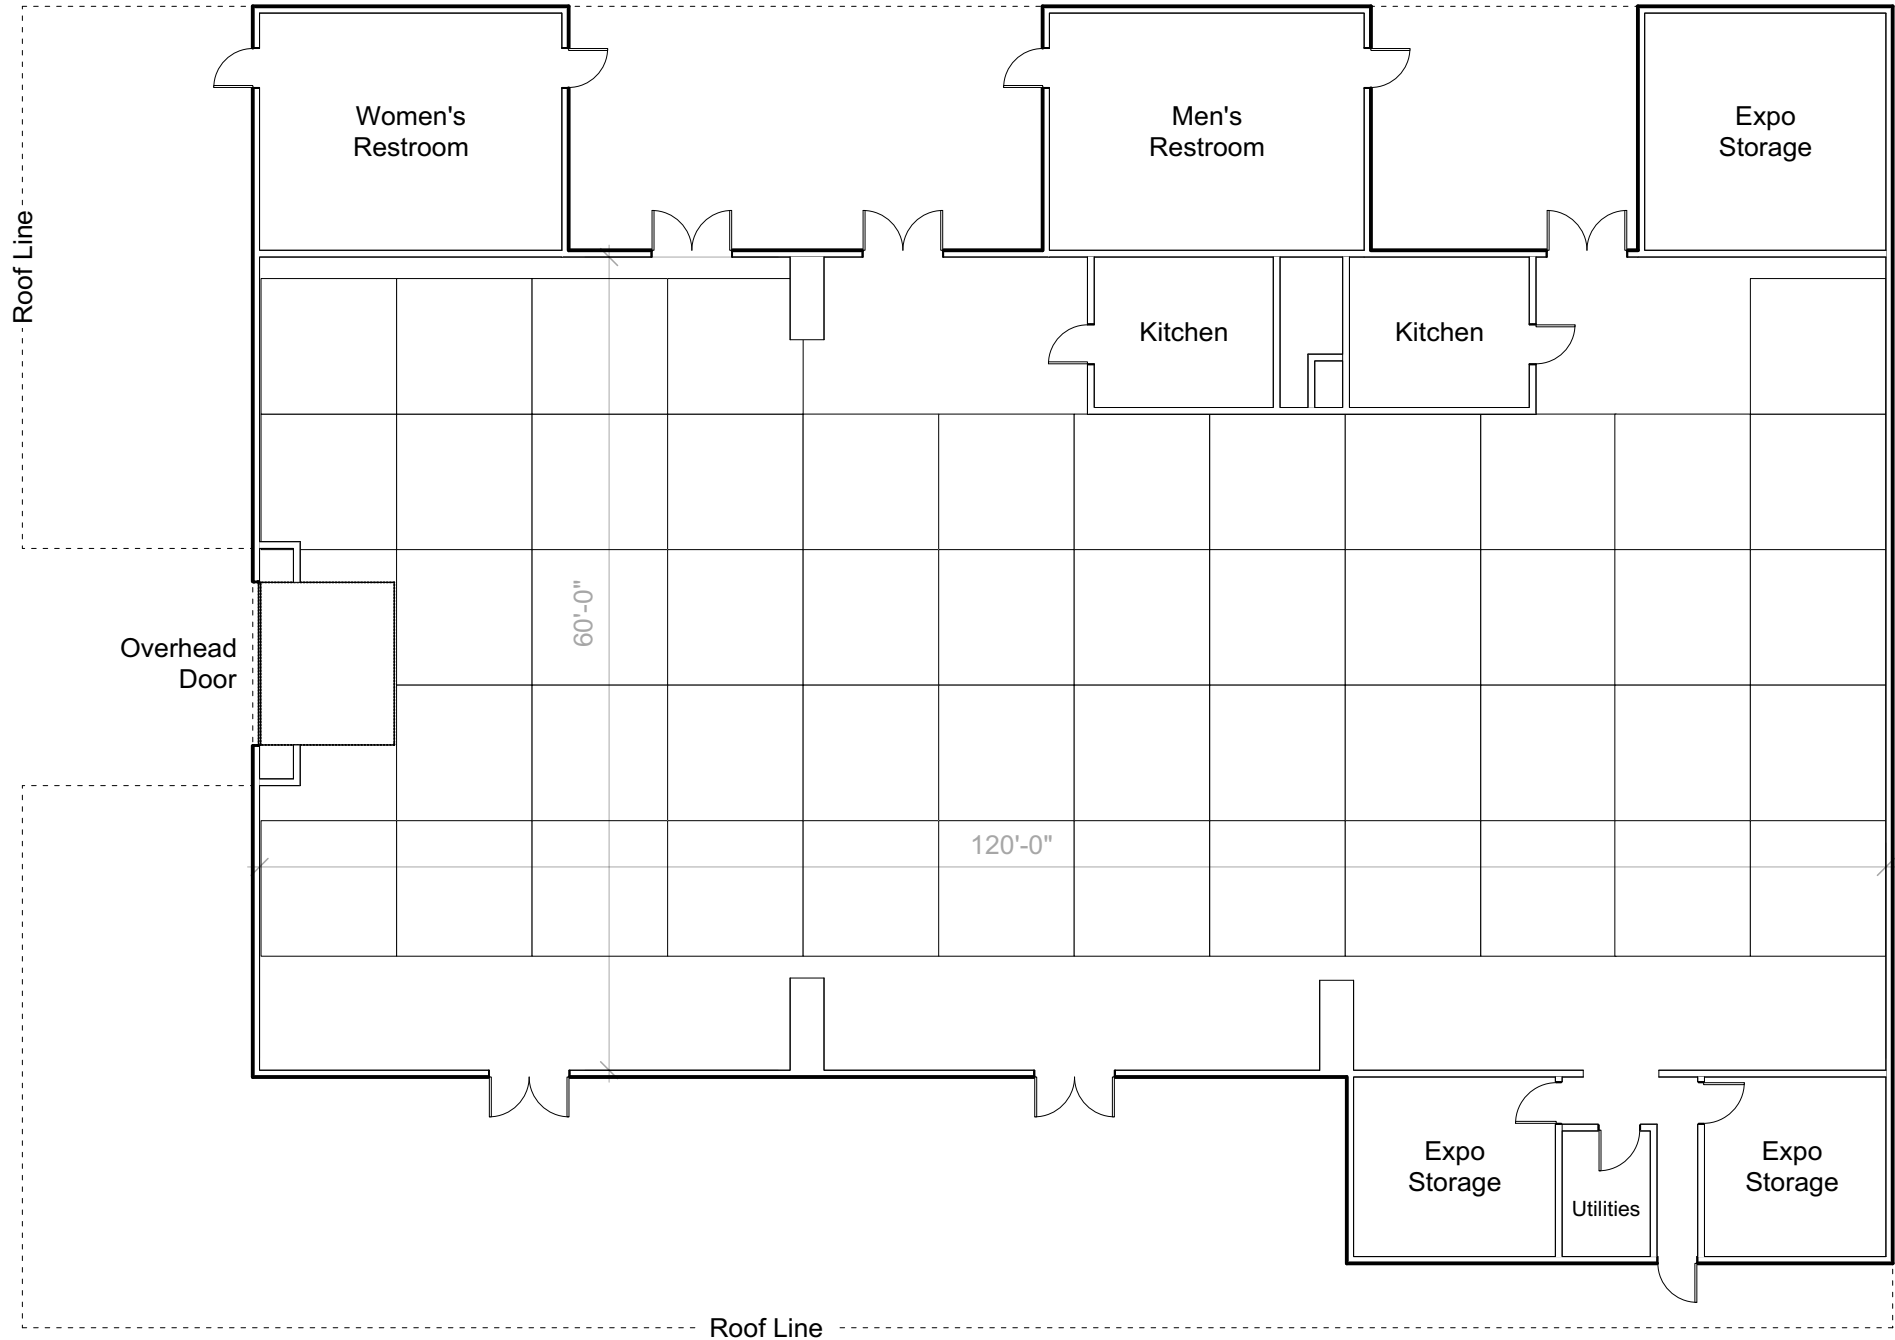 Women's
Restroom
Men's
Restroom
Expo
Storage
Roof Line
Kitchen
Kitchen
60'-0"
Overhead
Door
120'-0"
Expo
Storage
Utilities
Expo
Storage
Roof Line